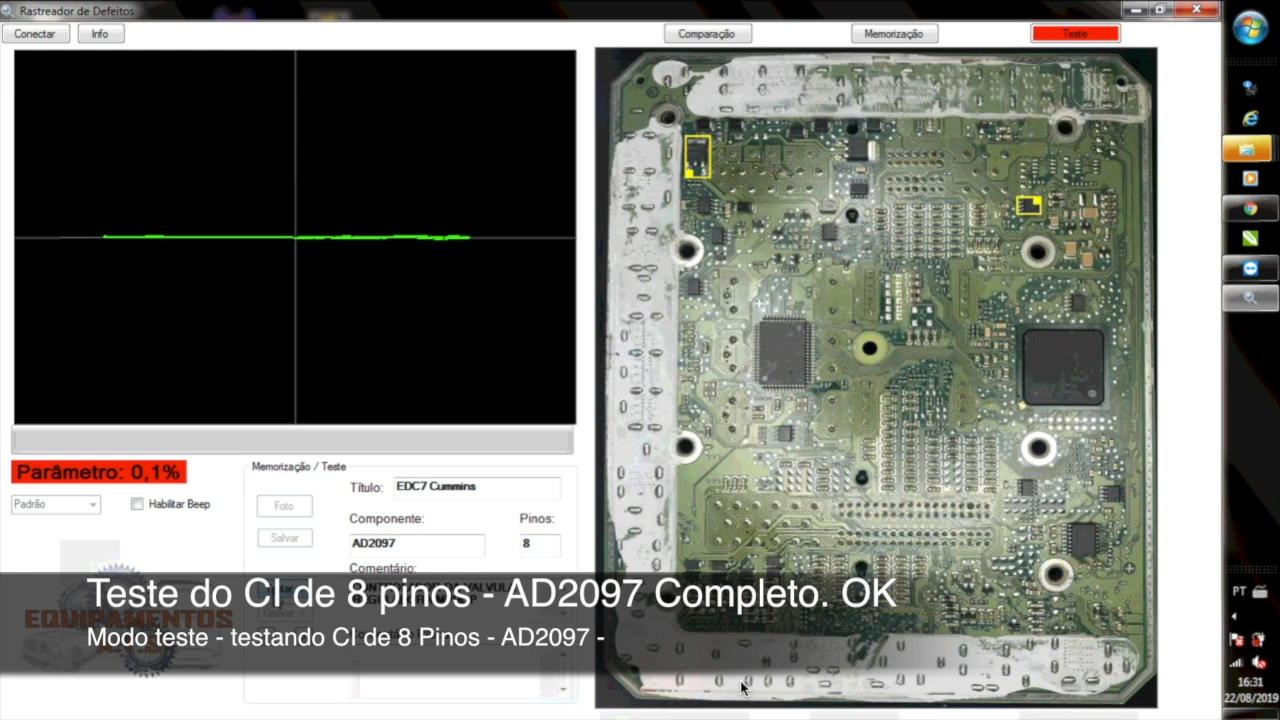 Rastreador de Defeitos
Conectar
Info
Comparação
Memorização
Teste
Parâmetro: 0,1%
Padrão
Habilitar Beep
Memorização / Teste
Foto
Salvar
Título:
EDC7 Cummins
Componente:
Pinos:
AD2097
8
Comentário:
EQUIPAMENTOS
Teste do CI de 8 pinos - AD2097 Completo. OK
Modo teste - testando CI de 8 Pinos - AD2097 -
PT
16:31
22/08/2019